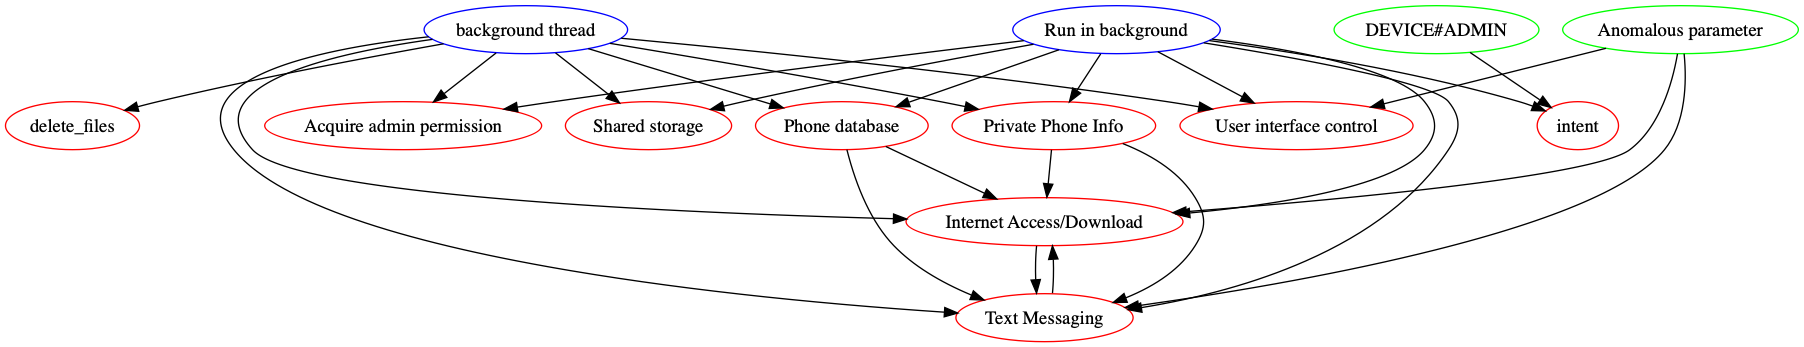 background thread
Run in background
DEVICE#ADMIN
Anomalous parameter
delete_files
Acquire admin permission
Shared storage
Phone database
Private Phone Info
User interface control
intent
Internet Access/Download
Text Messaging